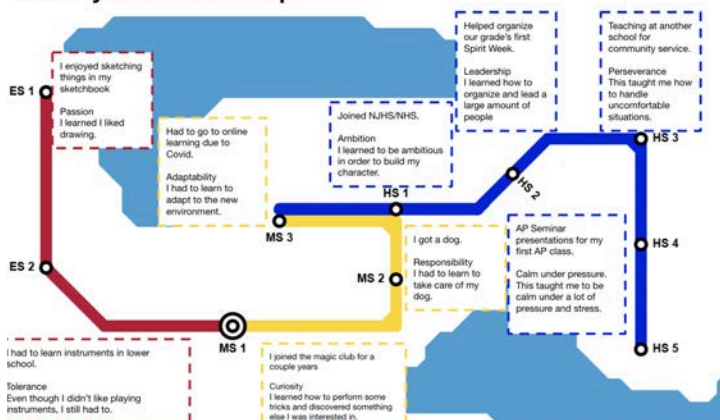 I enjoyed sketching
things in my
sketchbook
Passion
I learned I liked
drawing.
ES 1
Had to go to online
learning due to
Covid.
Adaptability
I had to learn to
adapt to the new
environment.
MS 3
Joined NJHS/NHS.
Ambition
I learned to be ambitious
in order to build my
character.
HS 1
Helped organize
our grade's first
Spirit Week.
Leadership
I learned how to
organize and lead a
large amount of
people
HS 2
Teaching at another
school for
community service.
Perseverance
This taught me how
to handle
uncomfortable
situations.
HS 3
ES 2
I got a dog.
Responsibility
I had to learn to
take care of my
dog.
MS 2
AP Seminar
presentations for my
first AP class.
Calm under pressure.
This taught me to be
calm under a lot of
pressure and stress.
HS 4
HS 5
MS 1
I had to learn instruments in lower
school.
Tolerance
Even though I didn't like playing
instruments, I still had to.
I joined the magic club for a
couple years
Curiosity
I learned how to perform some
tricks and discovered something
else I was interested in.